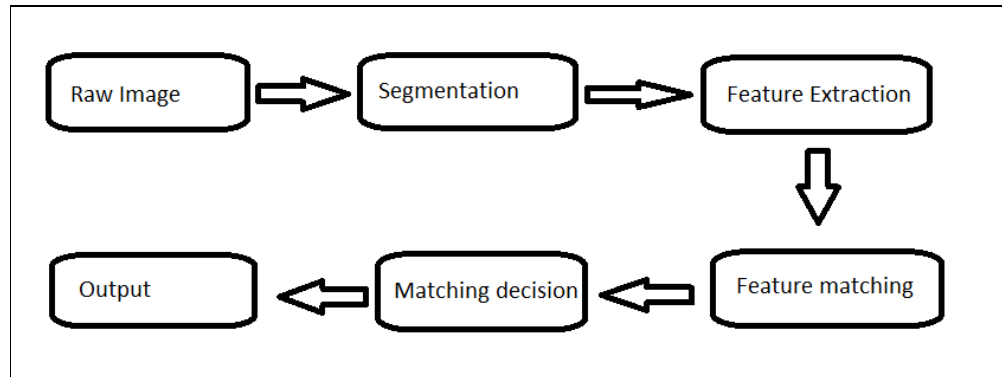 Raw Image
Segmentation
Feature Extraction
Feature matching
Matching decision
Output